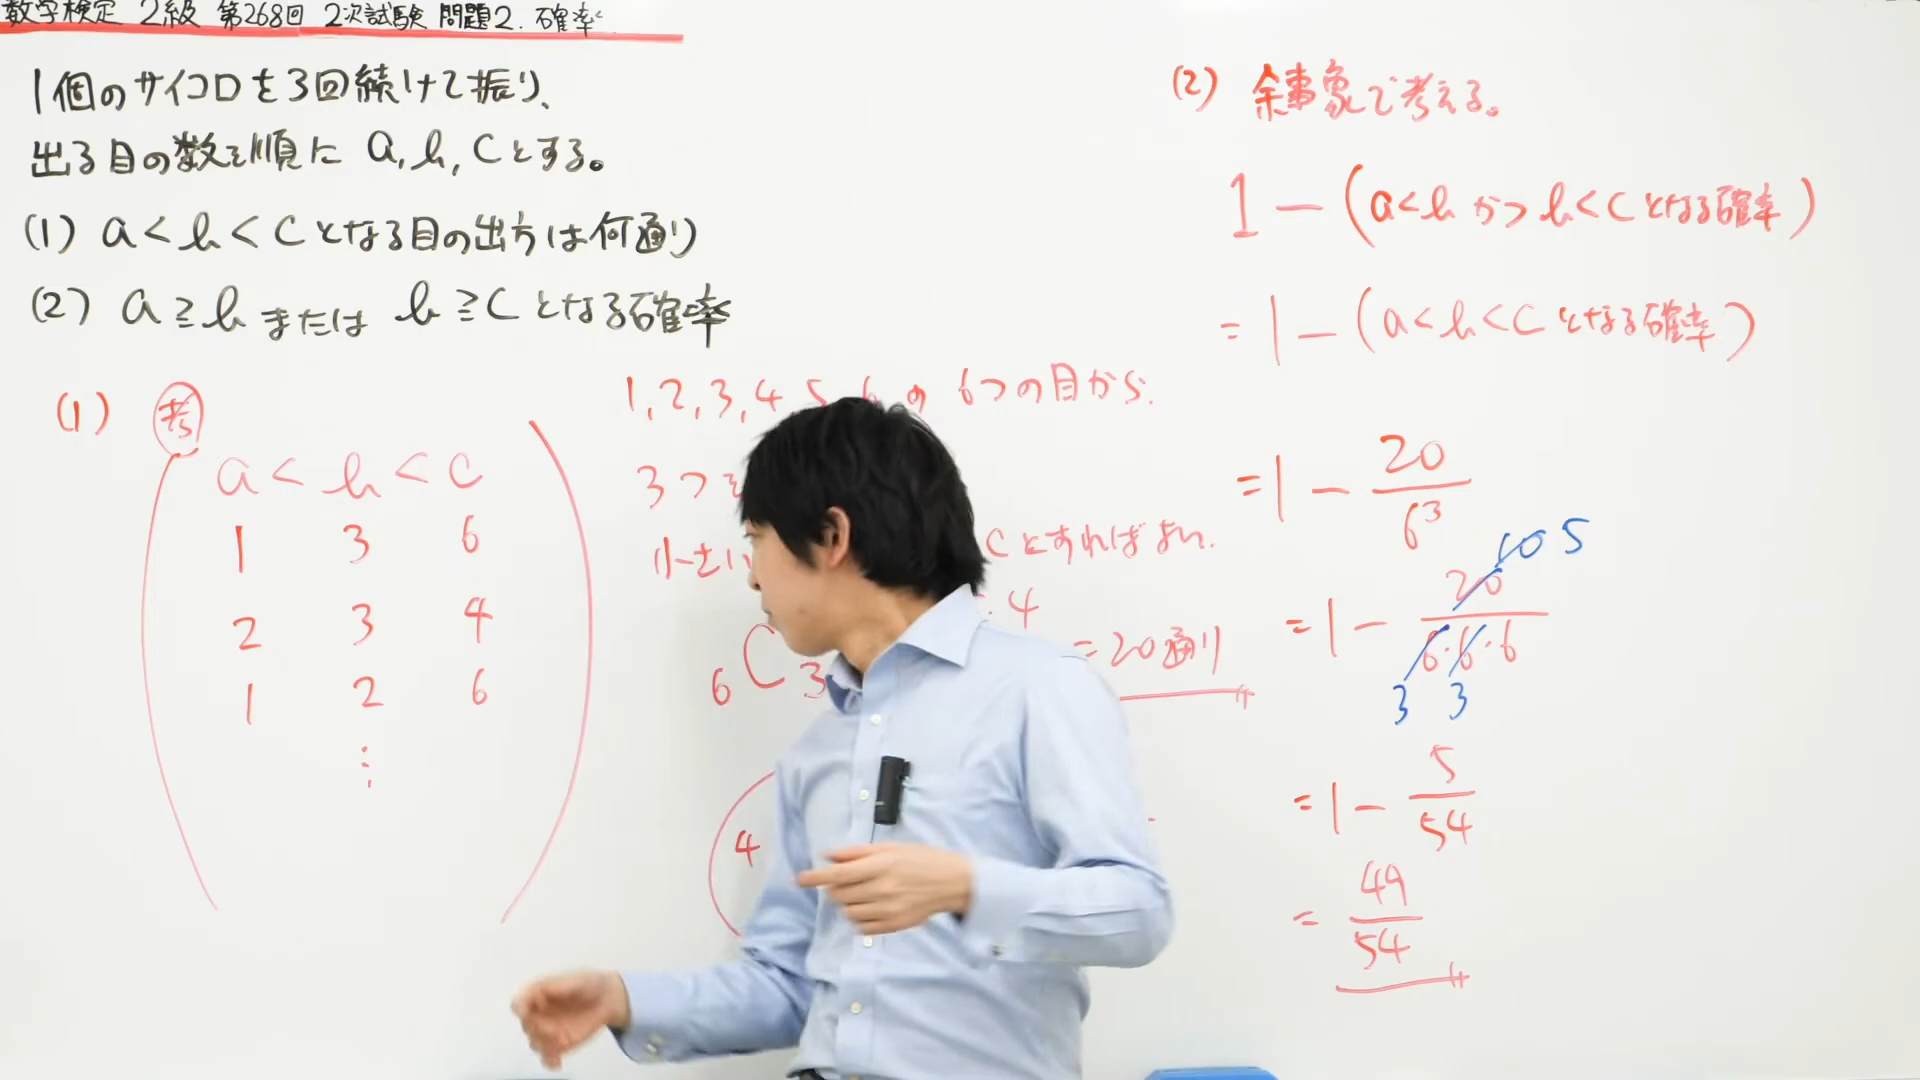 数学検定 2級 第268回 2次試験 問題2. 確率
1個のサイコロを3回続けて振り、
出る目の数を順に a, b, c とする。
(1) a < b < c となる目の出方は何通り
(2) a ≧ b または b ≧ c となる確率
(1) 考
a < b < c
1 3 6
2 3 4
1 2 6
⋮
1, 2, 3, 4, 5, 6 の 6つの目から.
3つを
小さい cとすればよい.
4
₆C₃ = 20通り
4
(2) 余事象で考える。
1 - (a<b かつ b<c となる確率)
= 1 - (a<b<c となる確率)
= 1 - 20/6³
10 5
= 1 - 20/6・6・6
3 3
= 1 - 5/54
= 49/54